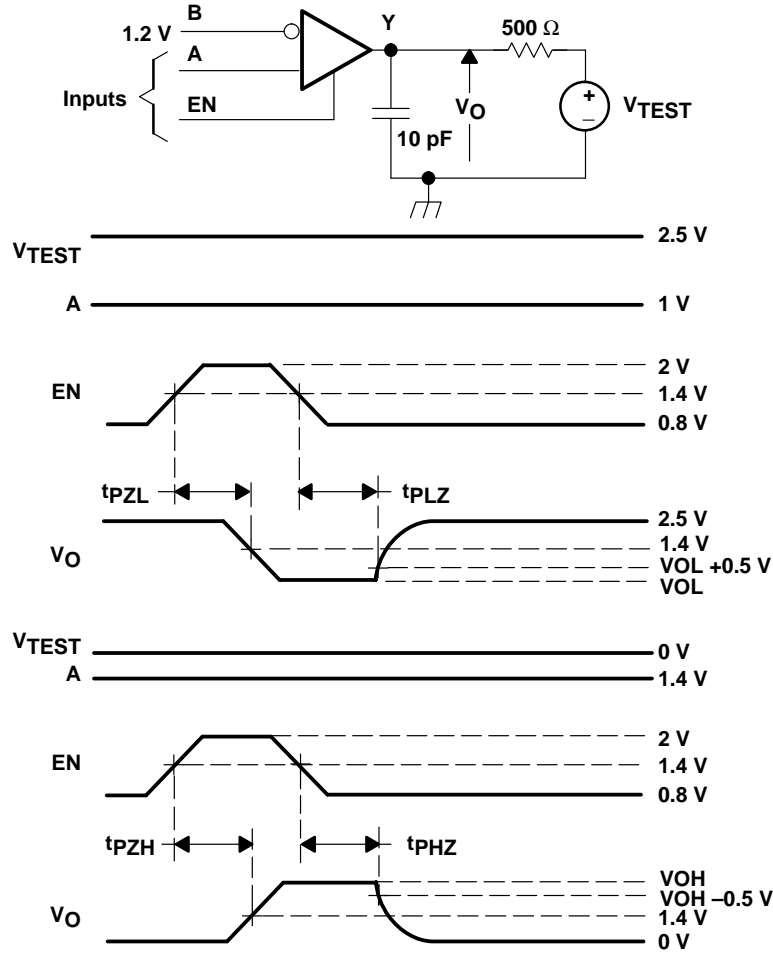 B
Y
500 Ω
1.2 V
A
Inputs
EN
VO
+
–
VTEST
10 pF
VTEST
2.5 V
A
1 V
EN
2 V
1.4 V
0.8 V
tPZL
tPLZ
VO
2.5 V
1.4 V
VOL +0.5 V
VOL
VTEST
0 V
A
1.4 V
EN
2 V
1.4 V
0.8 V
tPZH
tPHZ
VO
VOH
VOH –0.5 V
1.4 V
0 V